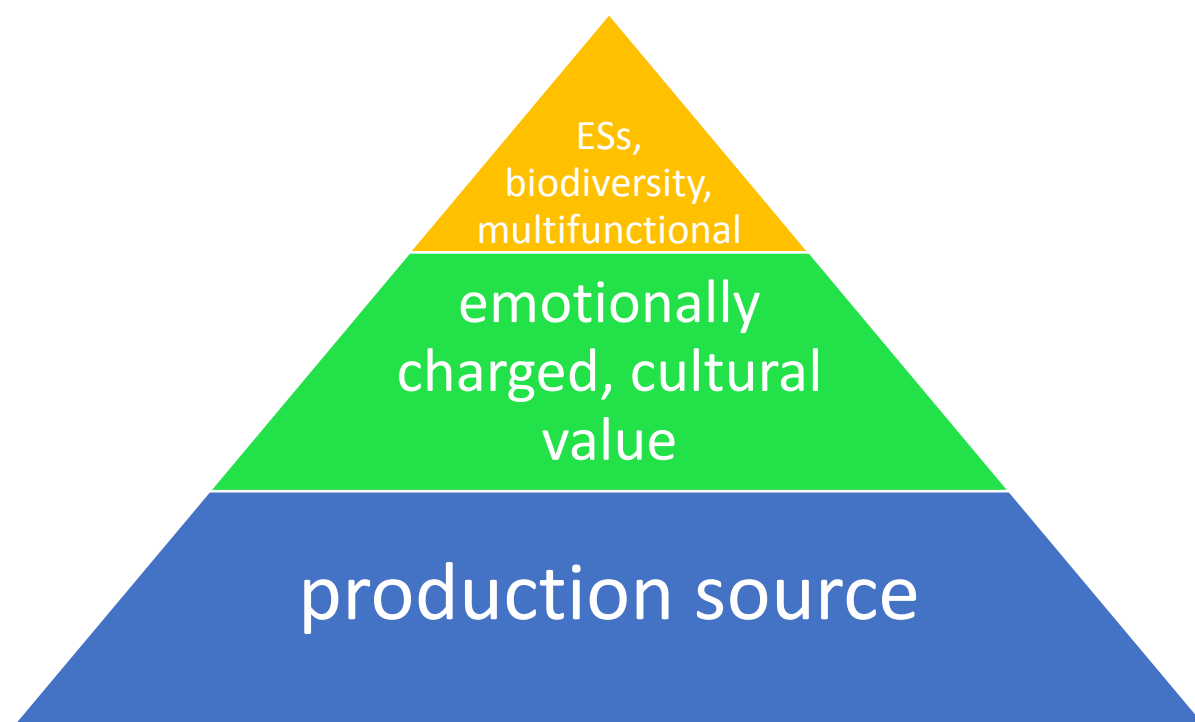 ESs,
biodiversity,
multifunctional
emotionally
charged, cultural
value
production source